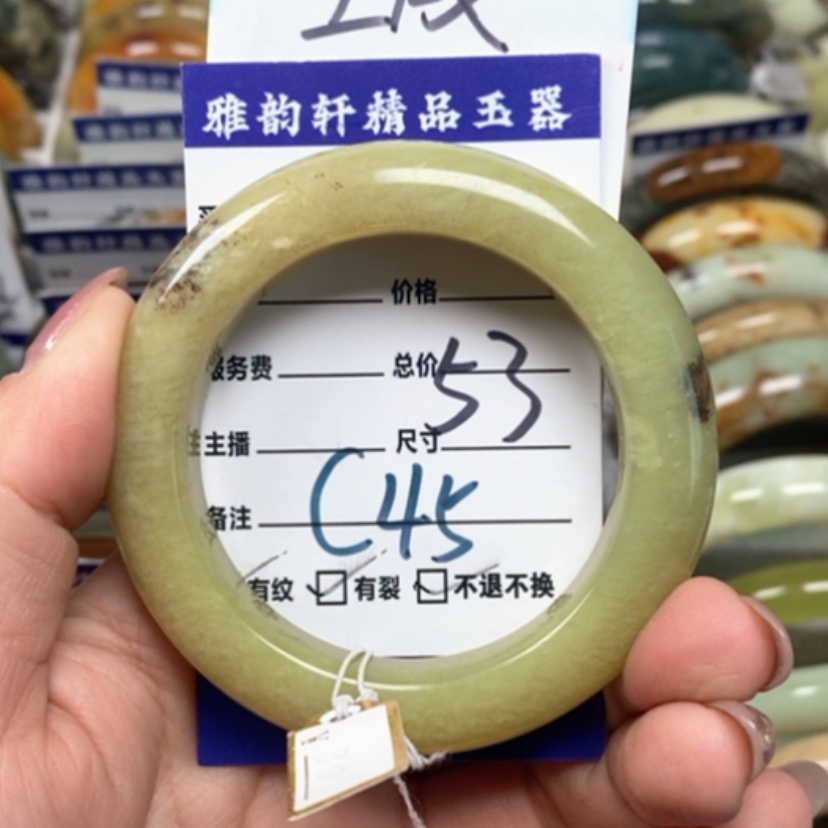 雅韵轩精品玉器
价格
服务费 总价
主播 尺寸 53
备注 C45
有纹 有裂 不退不换